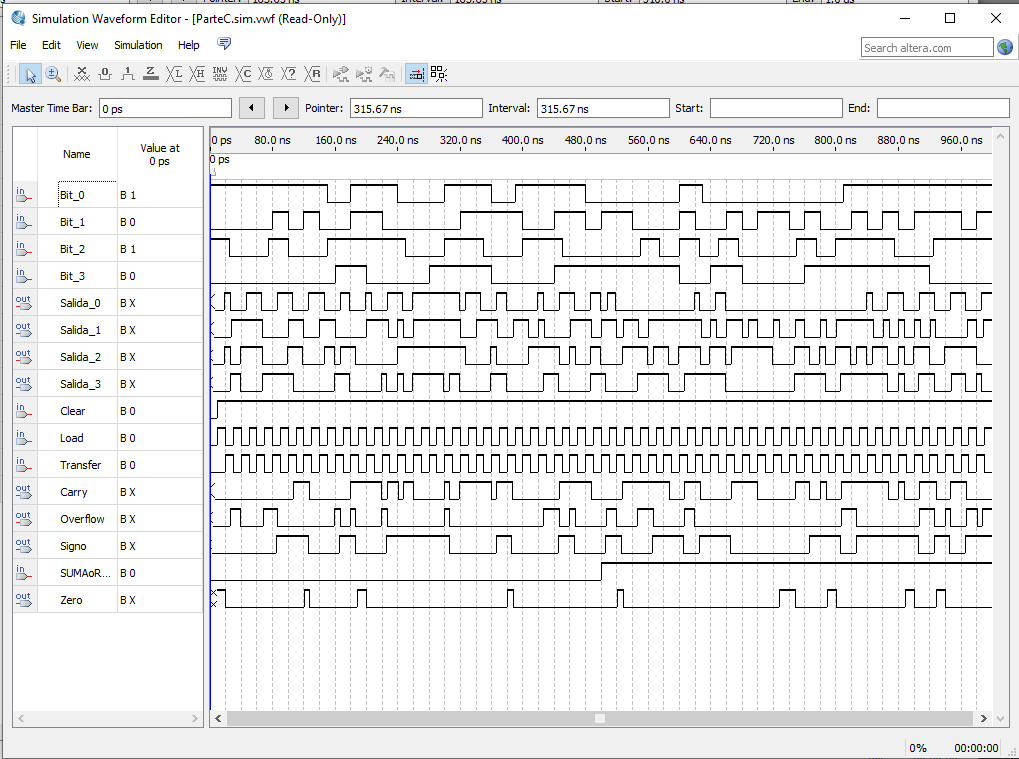 Simulation Waveform Editor - [ParteC.sim.vwf (Read-Only)]
File Edit View Simulation Help
Search altera.com
Master Time Bar: 0 ps Pointer: 315.67 ns Interval: 315.67 ns Start: End:
Name Value at 0 ps
0 ps 80.0 ns 160.0 ns 240.0 ns 320.0 ns 400.0 ns 480.0 ns 560.0 ns 640.0 ns 720.0 ns 800.0 ns 880.0 ns 960.0 ns
0 ps
in Bit_0 B 1
in Bit_1 B 0
in Bit_2 B 1
in Bit_3 B 0
out Salida_0 B X
out Salida_1 B X
out Salida_2 B X
out Salida_3 B X
in Clear B 0
in Load B 0
in Transfer B 0
out Carry B X
out Overflow B X
out Signo B X
in SUMAoR... B 0
out Zero B X
0% 00:00:00